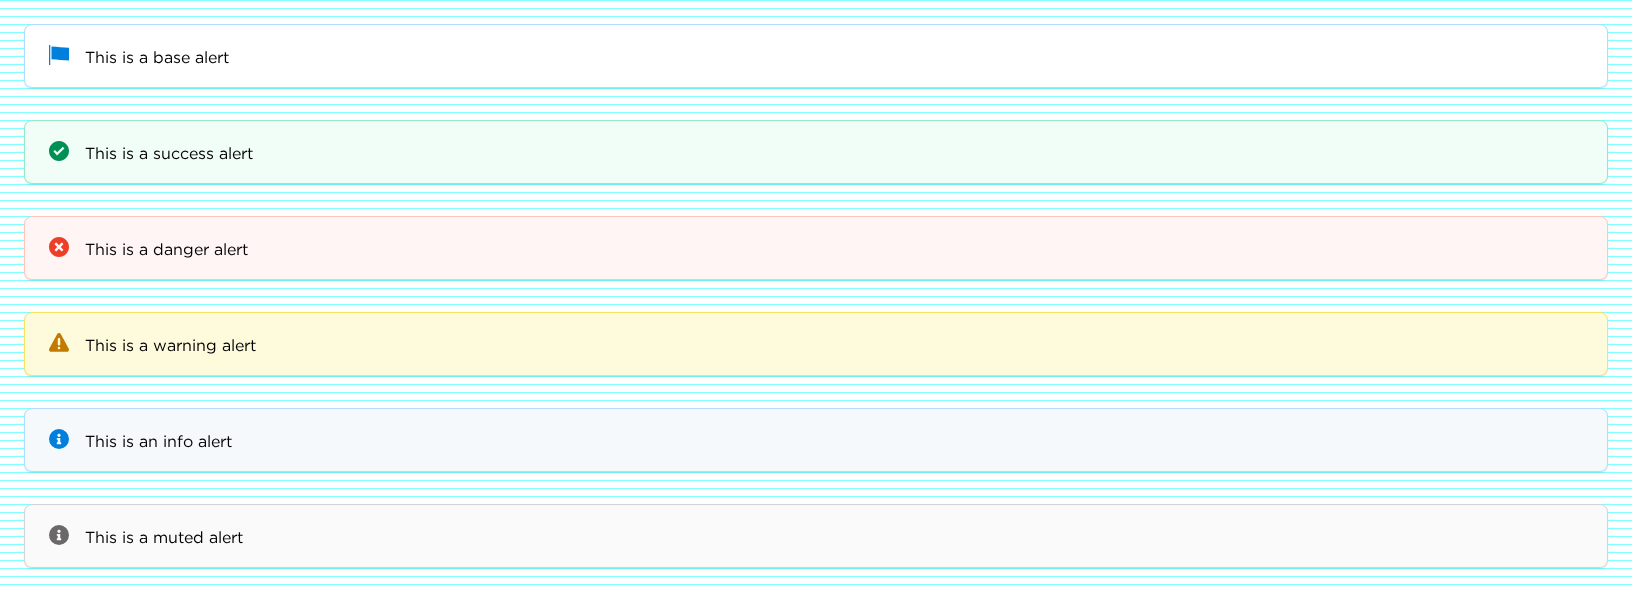 This is a base alert
This is a success alert
This is a danger alert
This is a warning alert
This is an info alert
This is a muted alert